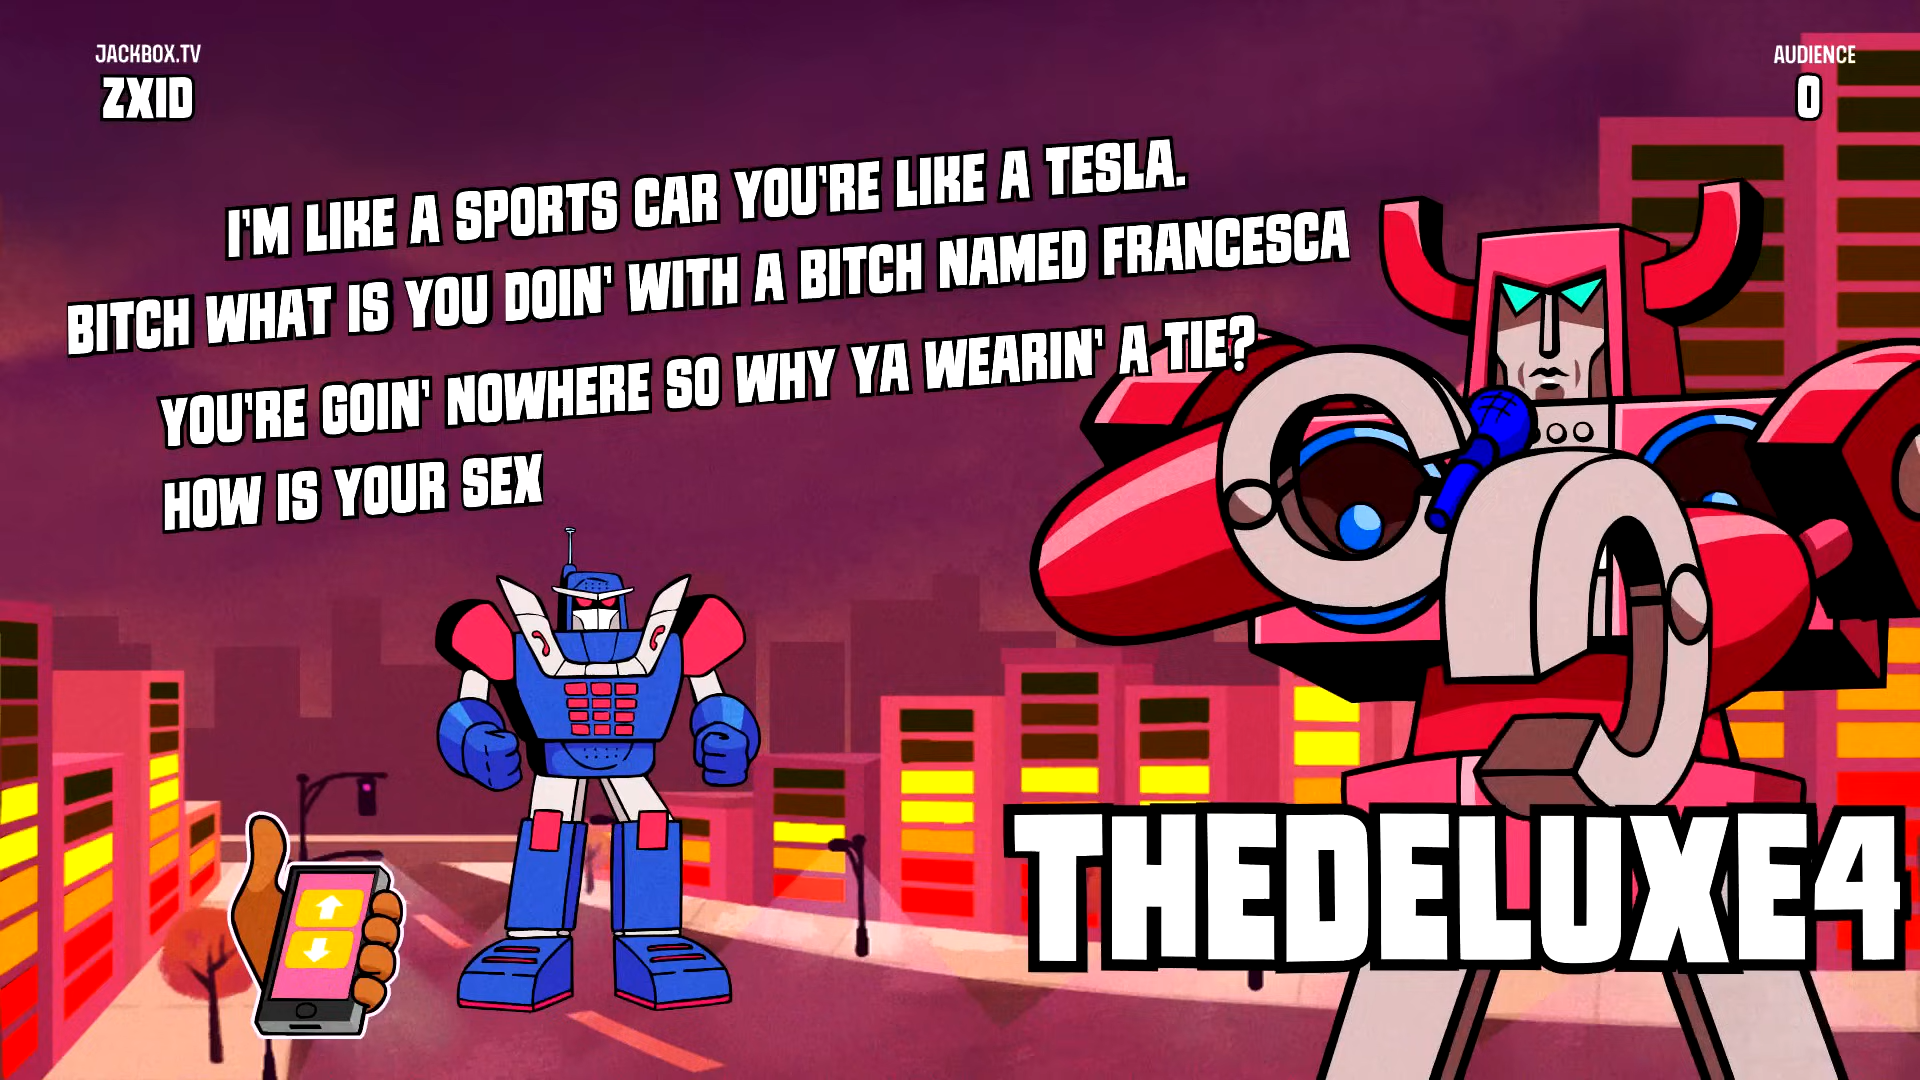 JACKBOX.TV
ZXID
AUDIENCE
0
I'M LIKE A SPORTS CAR YOU'RE LIKE A TESLA.
BITCH WHAT IS YOU DOIN' WITH A BITCH NAMED FRANCESCA
YOU'RE GOIN' NOWHERE SO WHY YA WEARIN' A TIE?
HOW IS YOUR SEX
THEDELUXE4